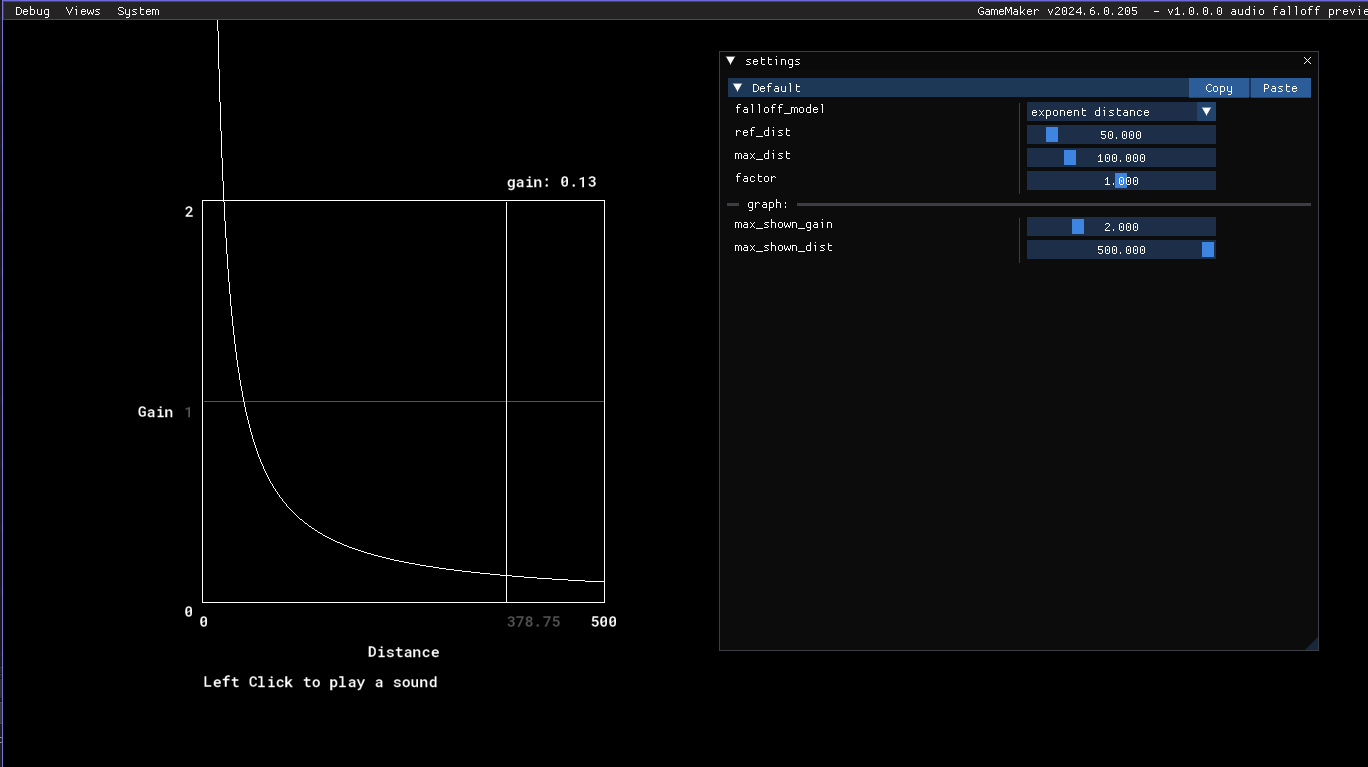 Debug Views System GameMaker v2024.6.0.205 - v1.0.0.0 audio falloff previe
settings
Default Copy Paste
falloff_model exponent distance
ref_dist 50.000
max_dist 100.000
factor 1.000
graph:
max_shown_gain 2.000
max_shown_dist 500.000
gain: 0.13
2
Gain 1
0
0 378.75 500
Distance
Left Click to play a sound